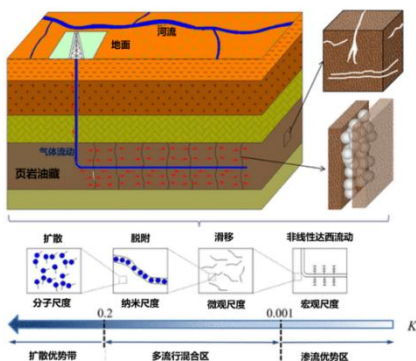 河流
地面
气体流动
页岩油藏
扩散 脱附 滑移 非线性达西流动
分子尺度 纳米尺度 微观尺度 宏观尺度
0.2 0.001 K
扩散优势带 多流行混合区 渗流优势区